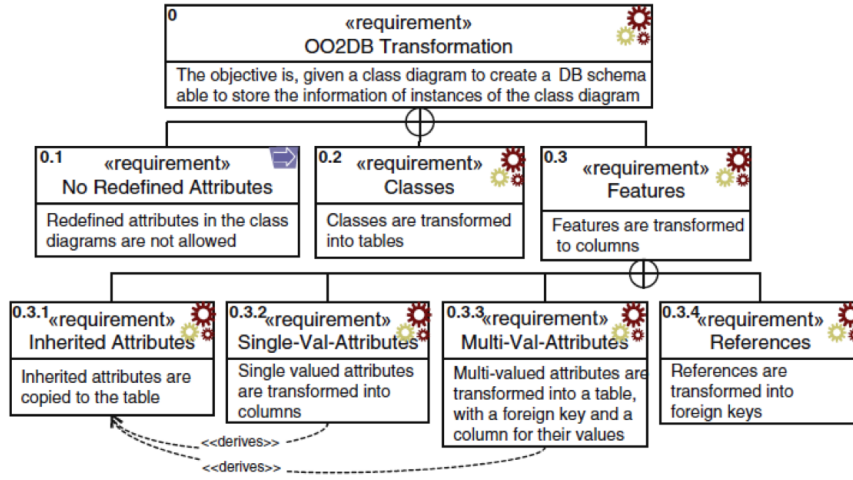 0
«requirement»
OO2DB Transformation
The objective is, given a class diagram to create a DB schema
able to store the information of instances of the class diagram
0.1
«requirement»
No Redefined Attributes
Redefined attributes in the class
diagrams are not allowed
0.2
«requirement»
Classes
Classes are transformed
into tables
0.3
«requirement»
Features
Features are transformed
to columns
0.3.1
«requirement»
Inherited Attributes
Inherited attributes are
copied to the table
0.3.2
«requirement»
Single-Val-Attributes
Single valued attributes
are transformed into
columns
0.3.3
«requirement»
Multi-Val-Attributes
Multi-valued attributes are
transformed into a table,
with a foreign key and a
column for their values
0.3.4
«requirement»
References
References are
transformed into
foreign keys
<<derives>>
<<derives>>